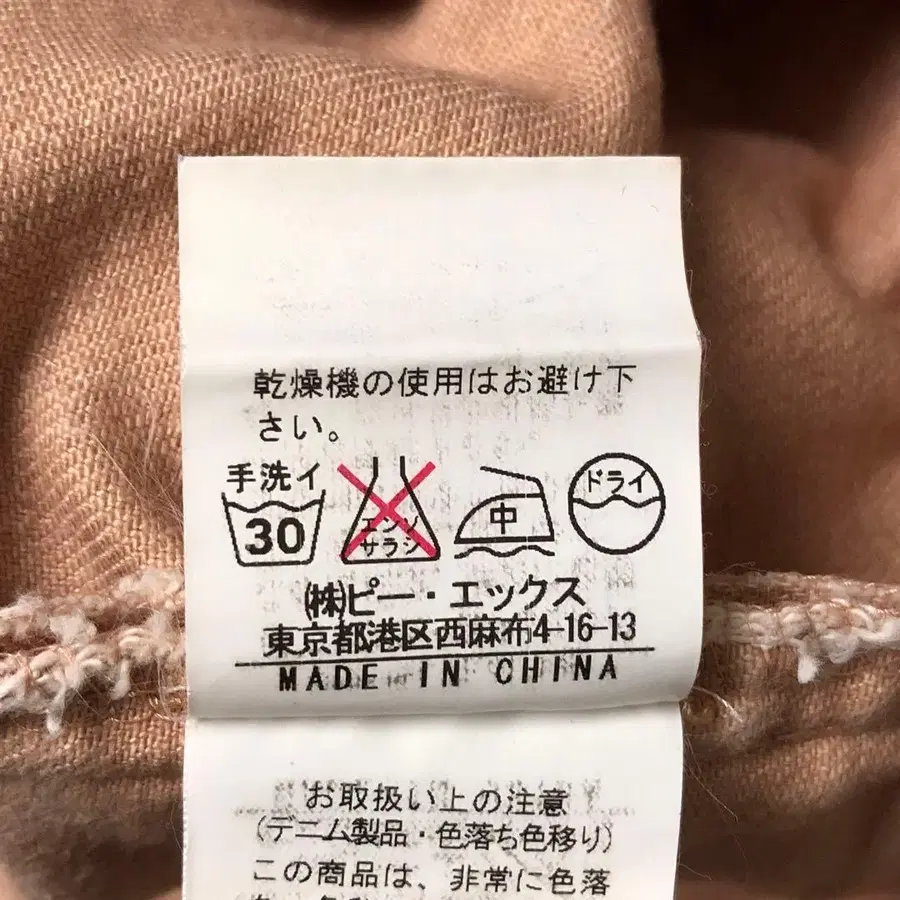 乾燥機の使用はお避け下
さい。
手洗イ
30
エンソ
サラシ
中
ドライ
㈱ピー・エックス
東京都港区西麻布4-16-13
MADE IN CHINA
お取扱い上の注意
(デニム製品・色落ち色移り)
この商品は、非常に色落